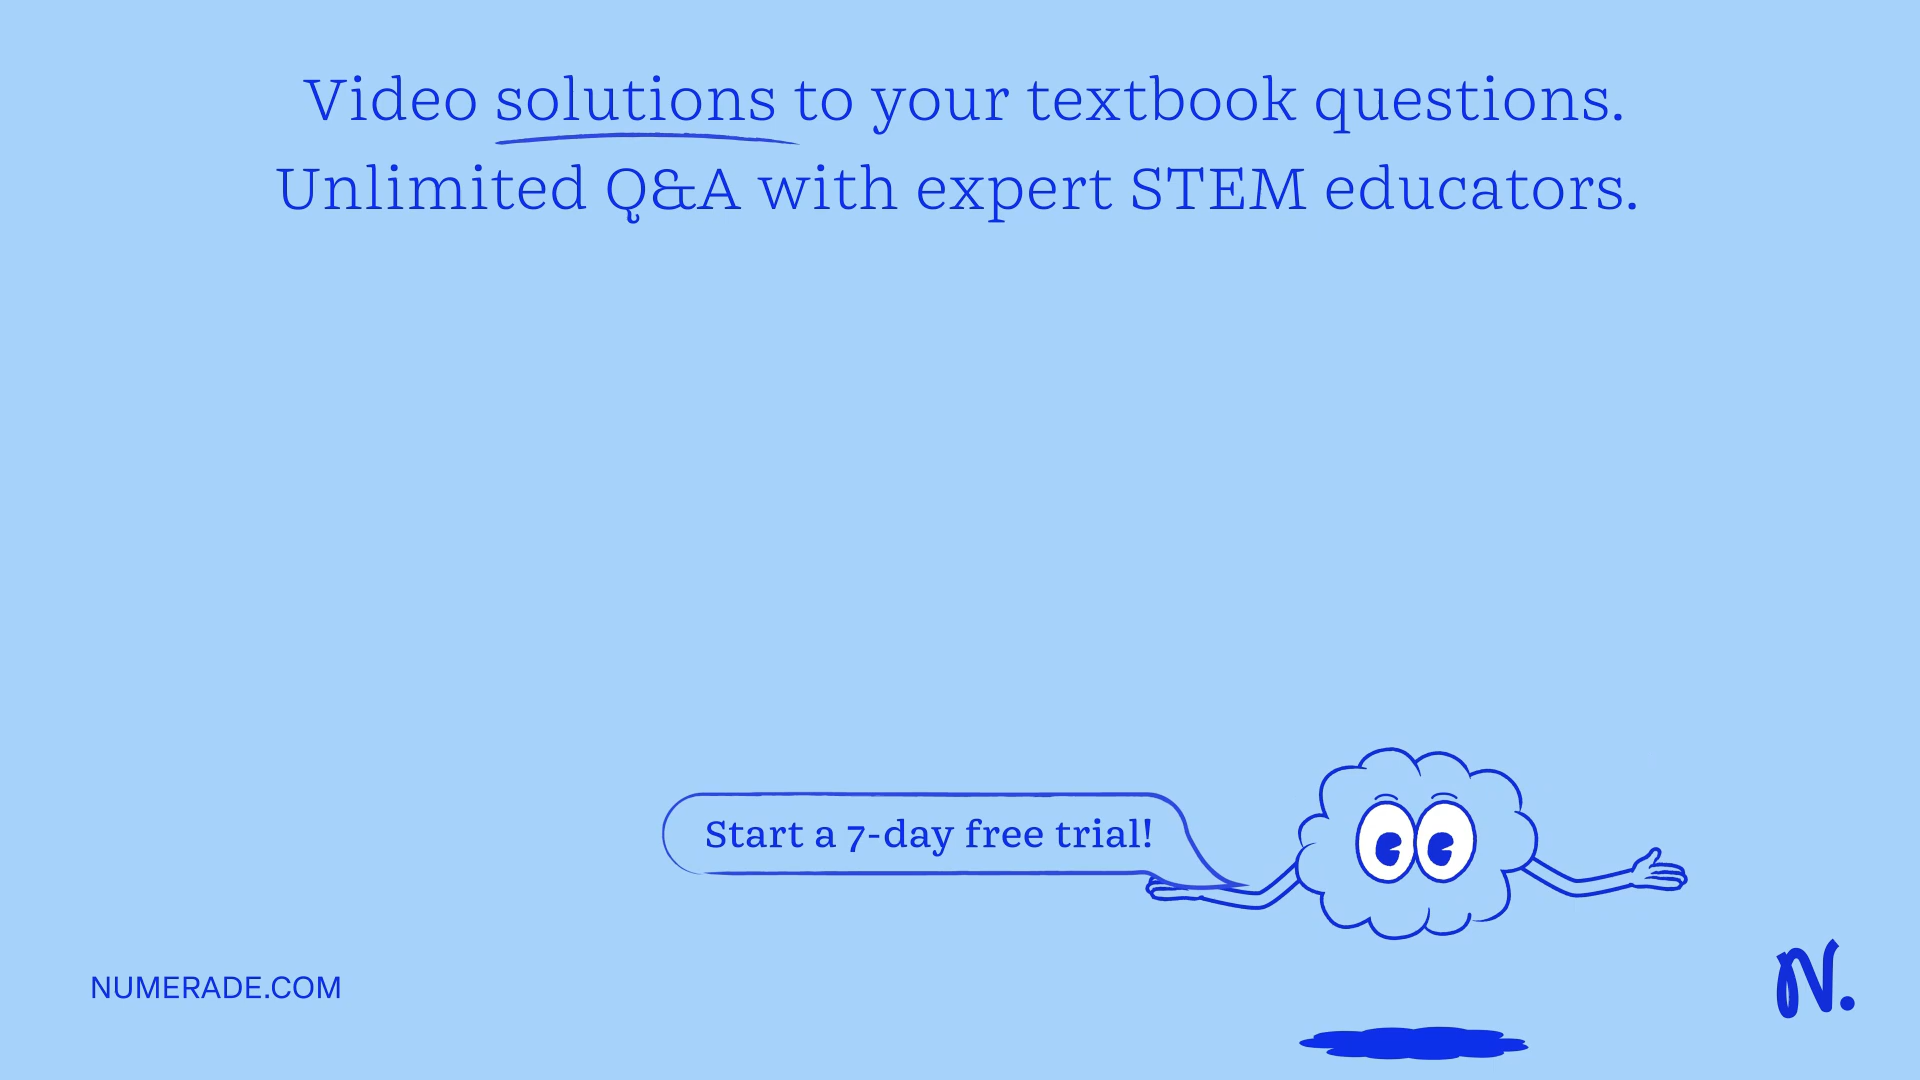 Video solutions to your textbook questions.
Unlimited Q&A with expert STEM educators.
Start a 7-day free trial!
NUMERADE.COM
N.